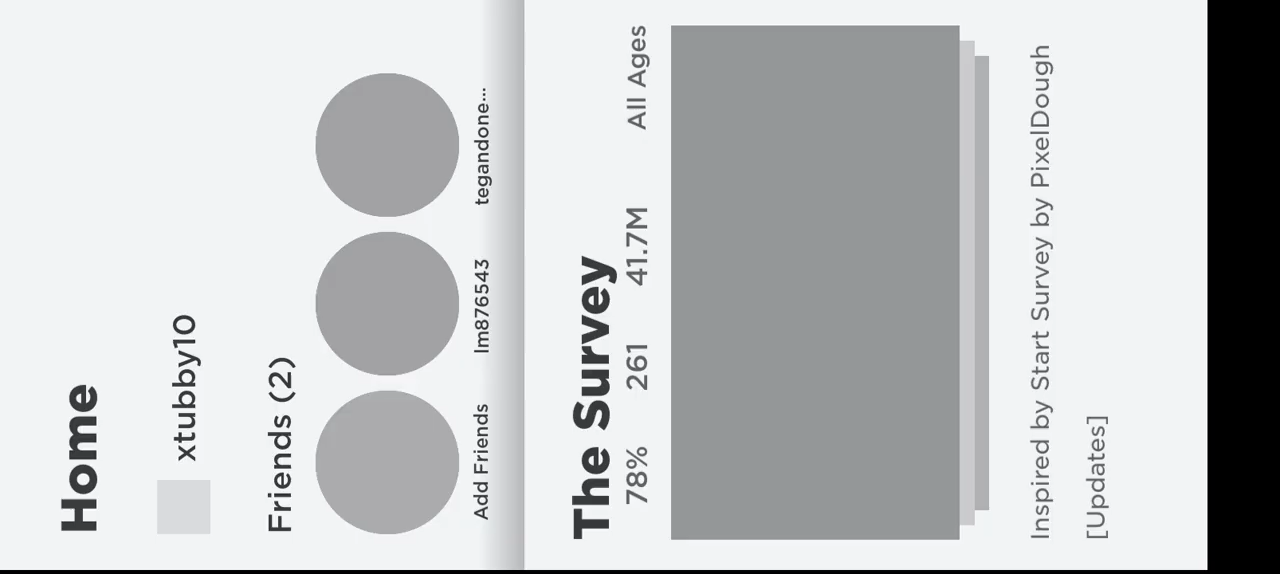 Home
xtubby10
Friends (2)
Add Friends
lm876543
tegandone...
The Survey
78%
261
41.7M
All Ages
Inspired by Start Survey by PixelDough
[Updates]